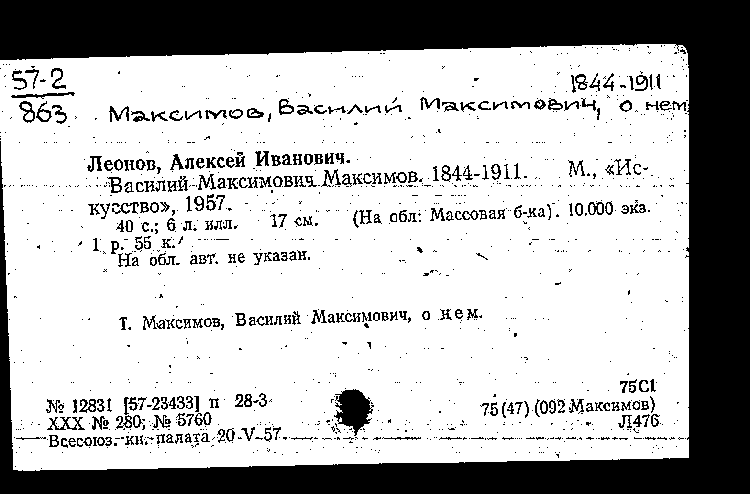 57-2
863
1844-1911
Максимов, Василий Максимович, о нем
Леонов, Алексей Иванович.
Василий Максимович Максимов. 1844-1911. М., «Ис-
кусство», 1957.
40 с.; 6 л. илл. 17 см. (На обл: Массовая б-ка). 10.000 экз.
1 р. 55 к.
На обл. авт. не указан.
1. Максимов, Василий Максимович, о нем.
75С1
№ 12831 [57-23433] п 28-3
75(47)(092 Максимов)
XXX № 280; № 5760
Л476
Всесоюз. кн. палата 20-V-57.